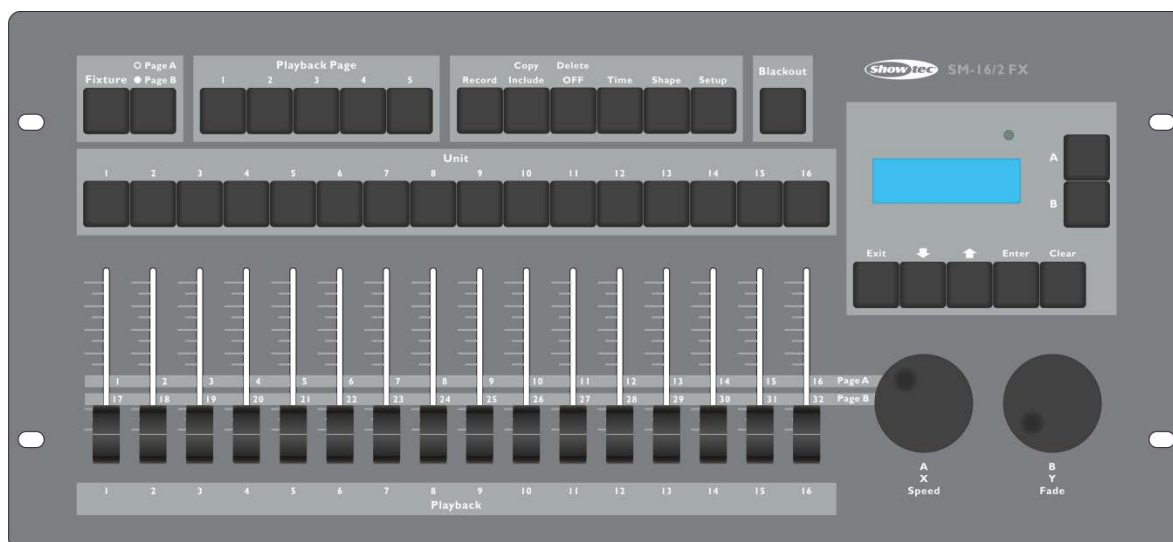 Page A
Fixture Page B
Playback Page
1 2 3 4 5
Copy Delete
Record Include OFF Time Shape Setup
Blackout
Showtec SM-16/2 FX
Unit
1 2 3 4 5 6 7 8 9 10 11 12 13 14 15 16
A
B
Exit Enter Clear
1 2 3 4 5 6 7 8 9 10 11 12 13 14 15 16 Page A
17 18 19 20 21 22 23 24 25 26 27 28 29 30 31 32 Page B
A B
X Y
Speed Fade
1 2 3 4 5 6 7 8 9 10 11 12 13 14 15 16
Playback